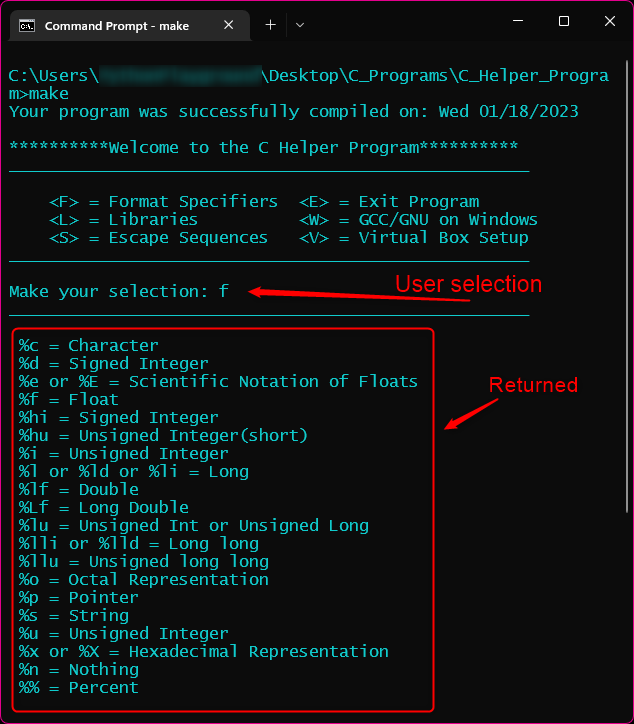 Command Prompt - make
C:\Users\ \Desktop\C_Programs\C_Helper_Progra
m>make
Your program was successfully compiled on: Wed 01/18/2023
**********Welcome to the C Helper Program**********
<F> = Format Specifiers <E> = Exit Program
<L> = Libraries <W> = GCC/GNU on Windows
<S> = Escape Sequences <V> = Virtual Box Setup
Make your selection: f
User selection
%c = Character
%d = Signed Integer
%e or %E = Scientific Notation of Floats
Returned
%f = Float
%hi = Signed Integer
%hu = Unsigned Integer(short)
%i = Unsigned Integer
%l or %ld or %li = Long
%lf = Double
%Lf = Long Double
%lu = Unsigned Int or Unsigned Long
%lli or %lld = Long long
%llu = Unsigned long long
%o = Octal Representation
%p = Pointer
%s = String
%u = Unsigned Integer
%x or %X = Hexadecimal Representation
%n = Nothing
%% = Percent